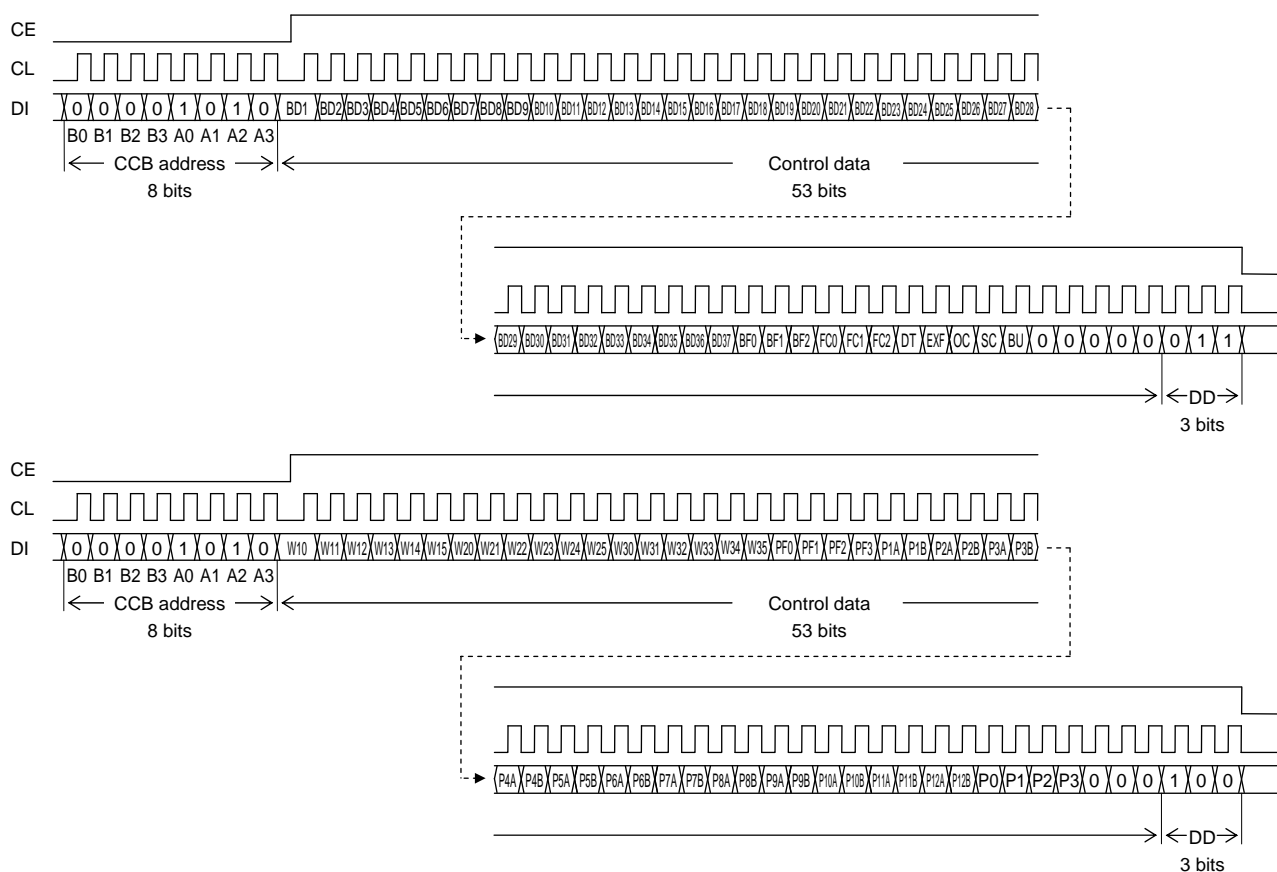 CE
CL
DI 0 0 0 0 1 0 1 0 BD1 BD2 BD3 BD4 BD5 BD6 BD7 BD8 BD9 BD10 BD11 BD12 BD13 BD14 BD15 BD16 BD17 BD18 BD19 BD20 BD21 BD22 BD23 BD24 BD25 BD26 BD27 BD28
B0 B1 B2 B3 A0 A1 A2 A3
CCB address Control data
8 bits 53 bits
BD29 BD30 BD31 BD32 BD33 BD34 BD35 BD36 BD37 BF0 BF1 BF2 FC0 FC1 FC2 DT EXF OC SC BU 0 0 0 0 0 0 1 1
DD
3 bits
CE
CL
DI 0 0 0 0 1 0 1 0 W10 W11 W12 W13 W14 W15 W20 W21 W22 W23 W24 W25 W30 W31 W32 W33 W34 W35 PF0 PF1 PF2 PF3 P1A P1B P2A P2B P3A P3B
B0 B1 B2 B3 A0 A1 A2 A3
CCB address Control data
8 bits 53 bits
P4A P4B P5A P5B P6A P6B P7A P7B P8A P8B P9A P9B P10A P10B P11A P11B P12A P12B P0 P1 P2 P3 0 0 0 1 0 0
DD
3 bits